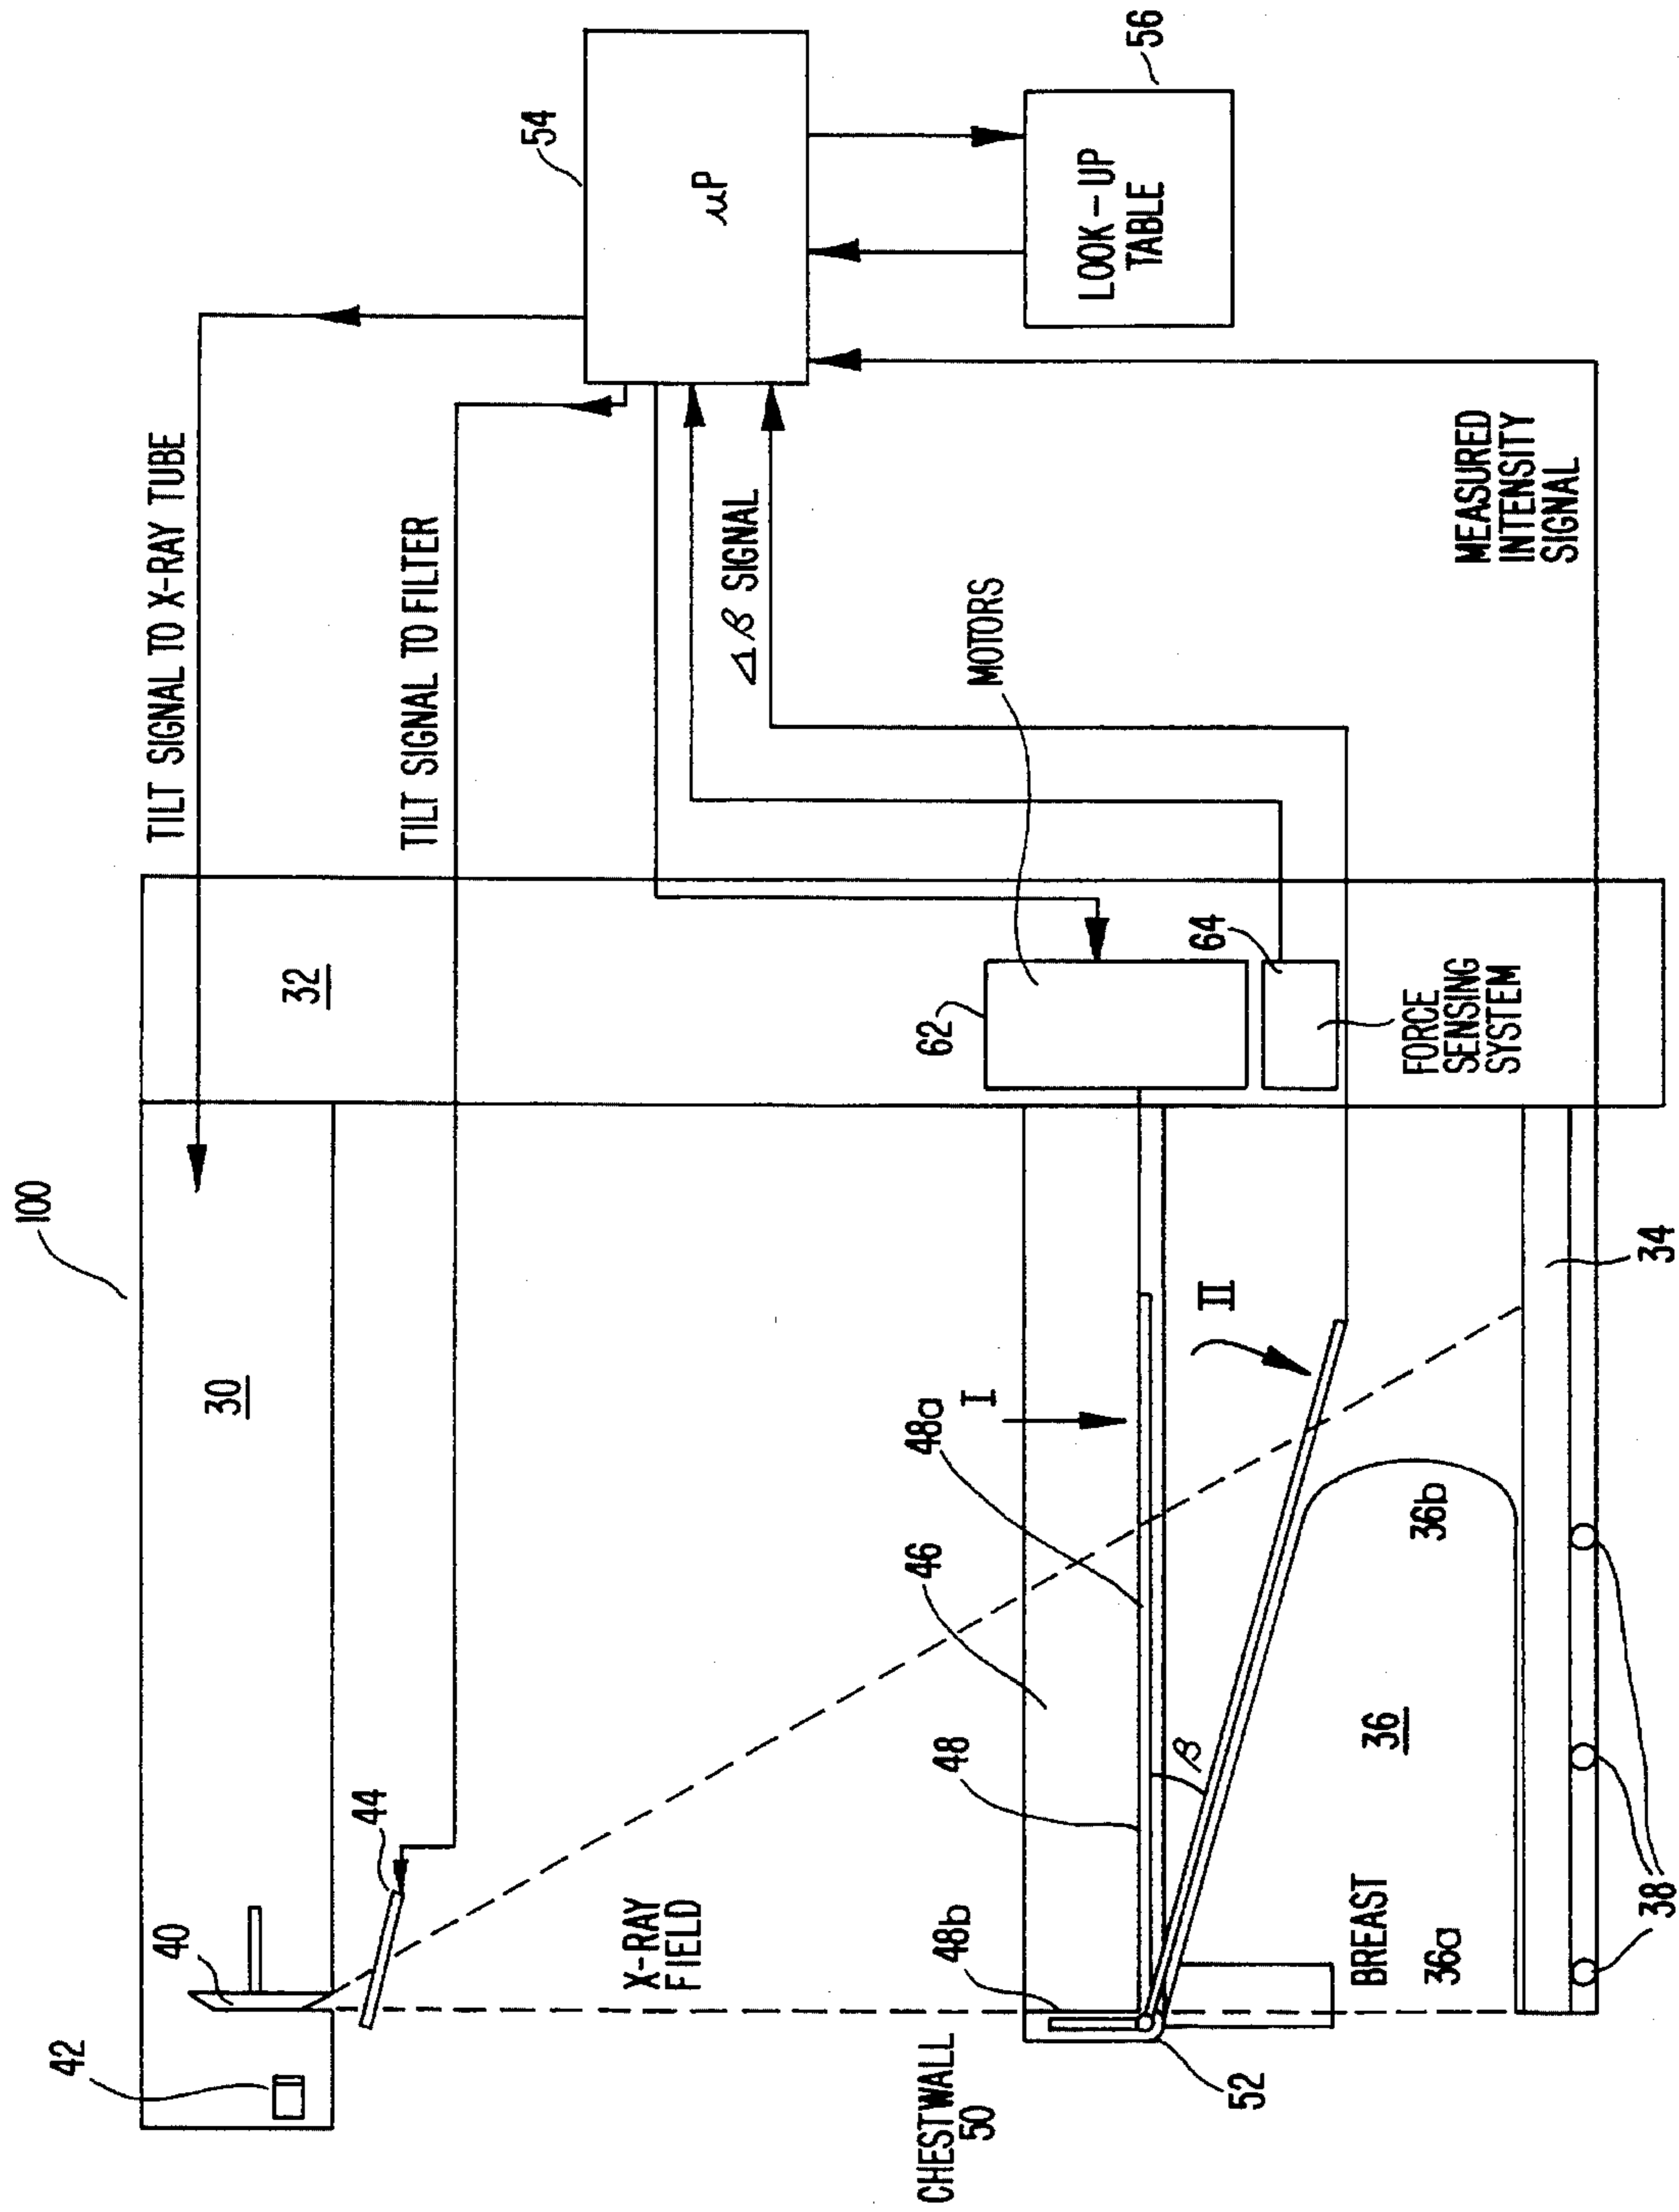 100
TILT SIGNAL TO X-RAY TUBE
TILT SIGNAL TO FILTER
42
40
44
30
32
54
μP
LOOK-UP
TABLE
56
X-RAY
FIELD
∠β SIGNAL
MOTORS
62
64
FORCE
SENSING
SYSTEM
MEASURED
INTENSITY
SIGNAL
CHESTWALL
50
48b
48
46
48a
I
II
β
52
BREAST
36a
36
36b
38
34